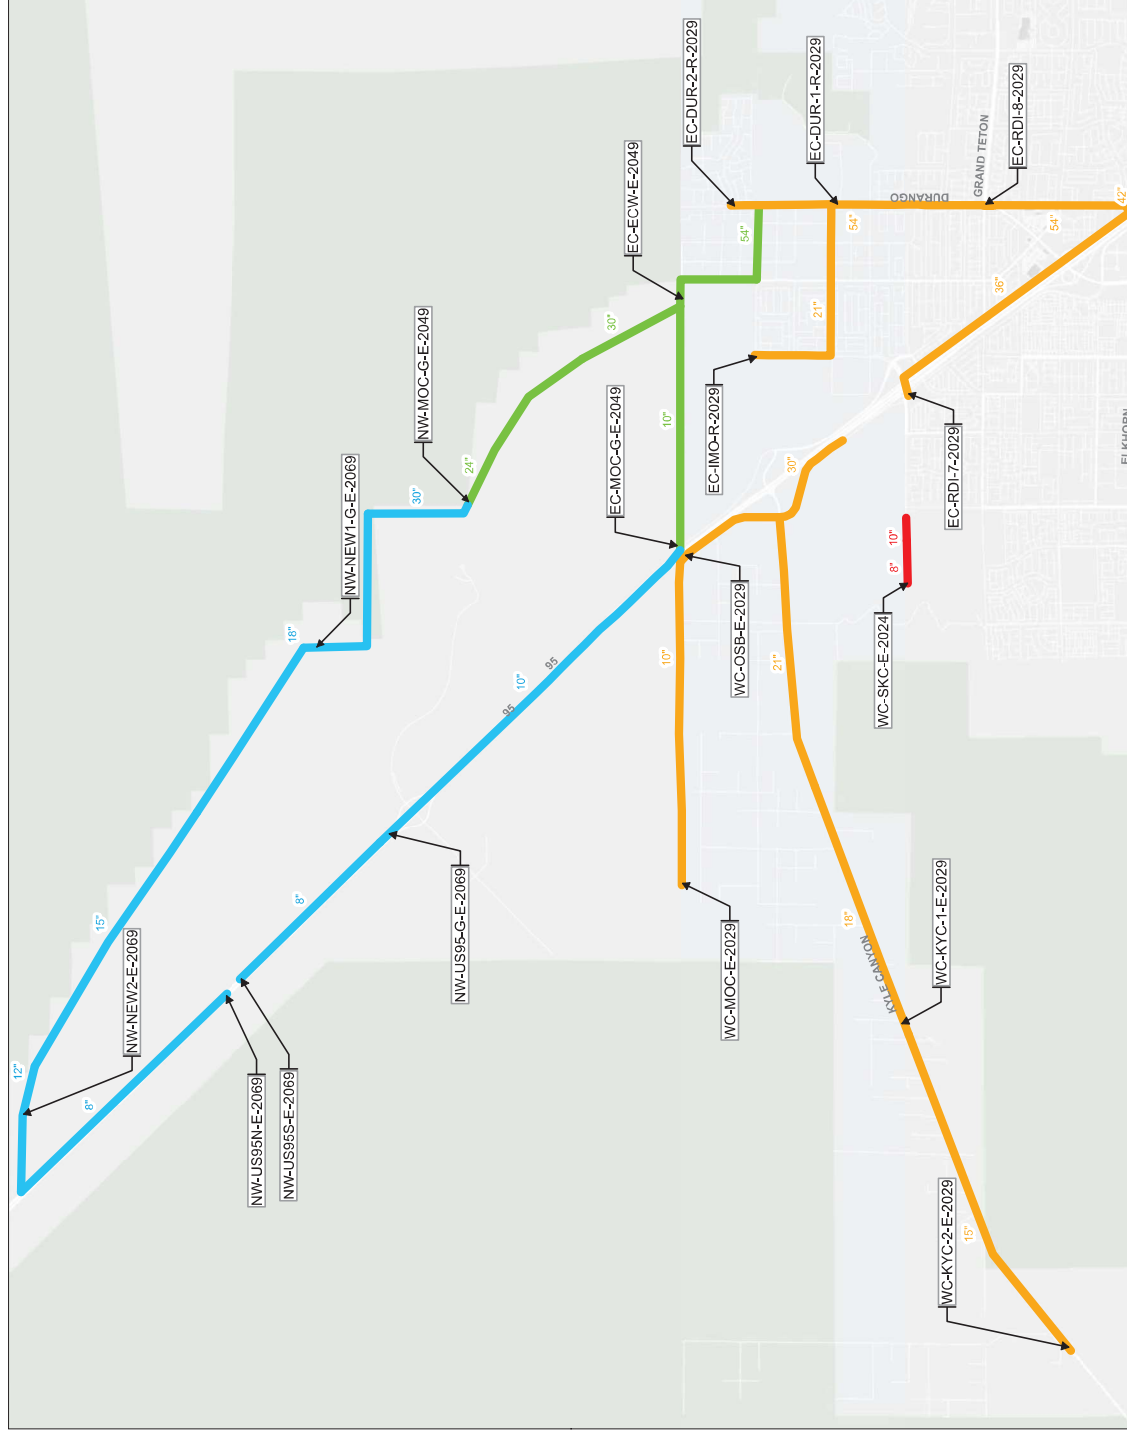 EC-DUR-2-R-2029
EC-DUR-1-R-2029
EC-RDI-8-2029
GRAND TETON
DURANGO
42"
54"
54"
54"
EC-ECW-E-2049
36"
21"
30"
NW-MOC-G-E-2049
EC-IMO-R-2029
EC-MOC-G-E-2049
10"
EC-RDI-7-2029
ELKHORN
24"
30"
NW-NEW1-G-E-2069
30"
10"
8"
WC-OSB-E-2029
WC-SKC-E-2024
18"
95
95
10"
10"
21"
NW-US95-G-E-2069
8"
15"
18"
WC-MOC-E-2029
WC-KYC-1-E-2029
KYLE CANYON
NW-NEW2-E-2069
12"
8"
NW-US95N-E-2069
NW-US95S-E-2069
WC-KYC-2-E-2029
15"